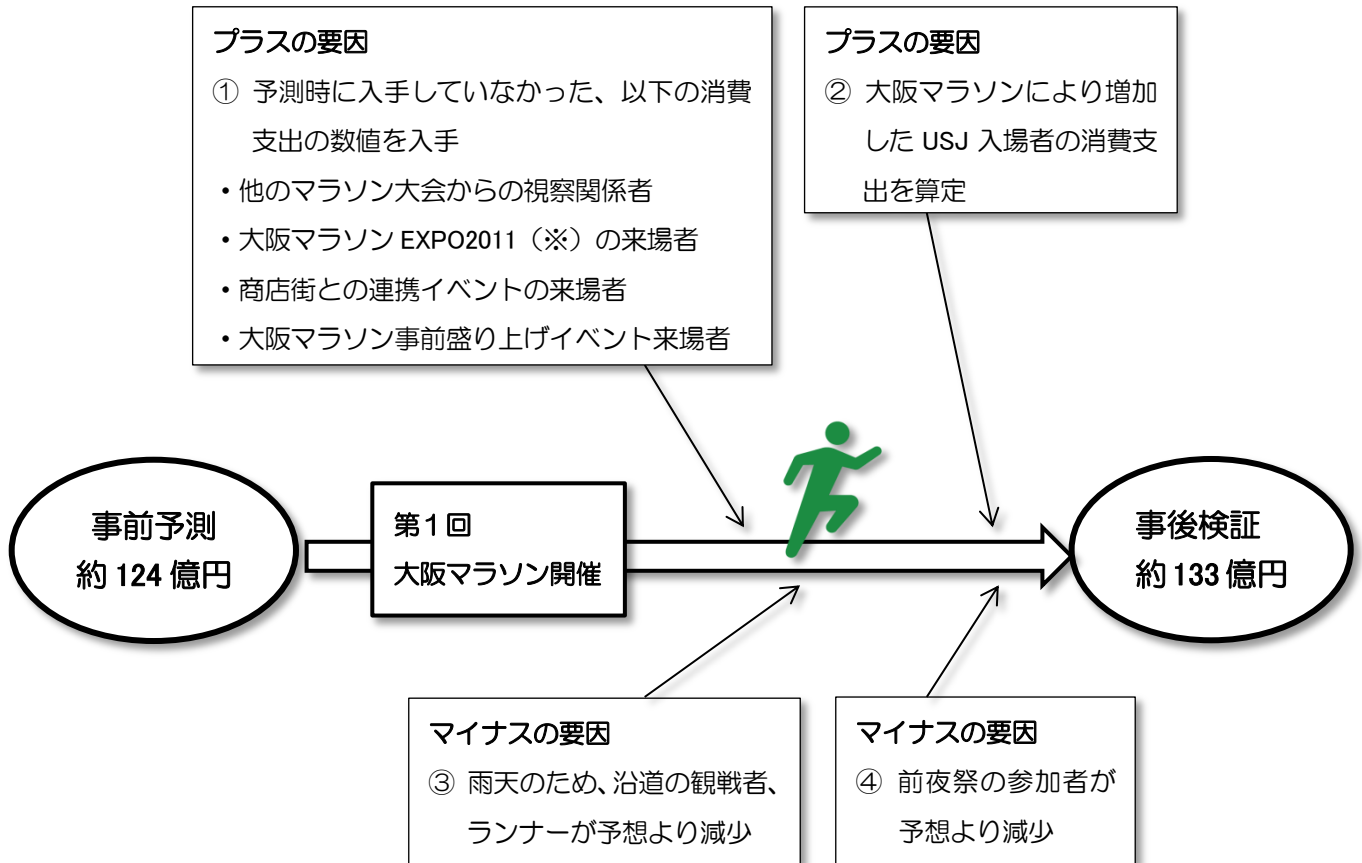 プラスの要因
① 予測時に入手していなかった、以下の消費
支出の数値を入手
・他のマラソン大会からの視察関係者
・大阪マラソン EXPO2011（※）の来場者
・商店街との連携イベントの来場者
・大阪マラソン事前盛り上げイベント来場者
プラスの要因
② 大阪マラソンにより増加
した USJ 入場者の消費支
出を算定
事前予測
約 124 億円
第１回
大阪マラソン開催
事後検証
約 133 億円
マイナスの要因
③ 雨天のため、沿道の観戦者、
ランナーが予想より減少
マイナスの要因
④ 前夜祭の参加者が
予想より減少